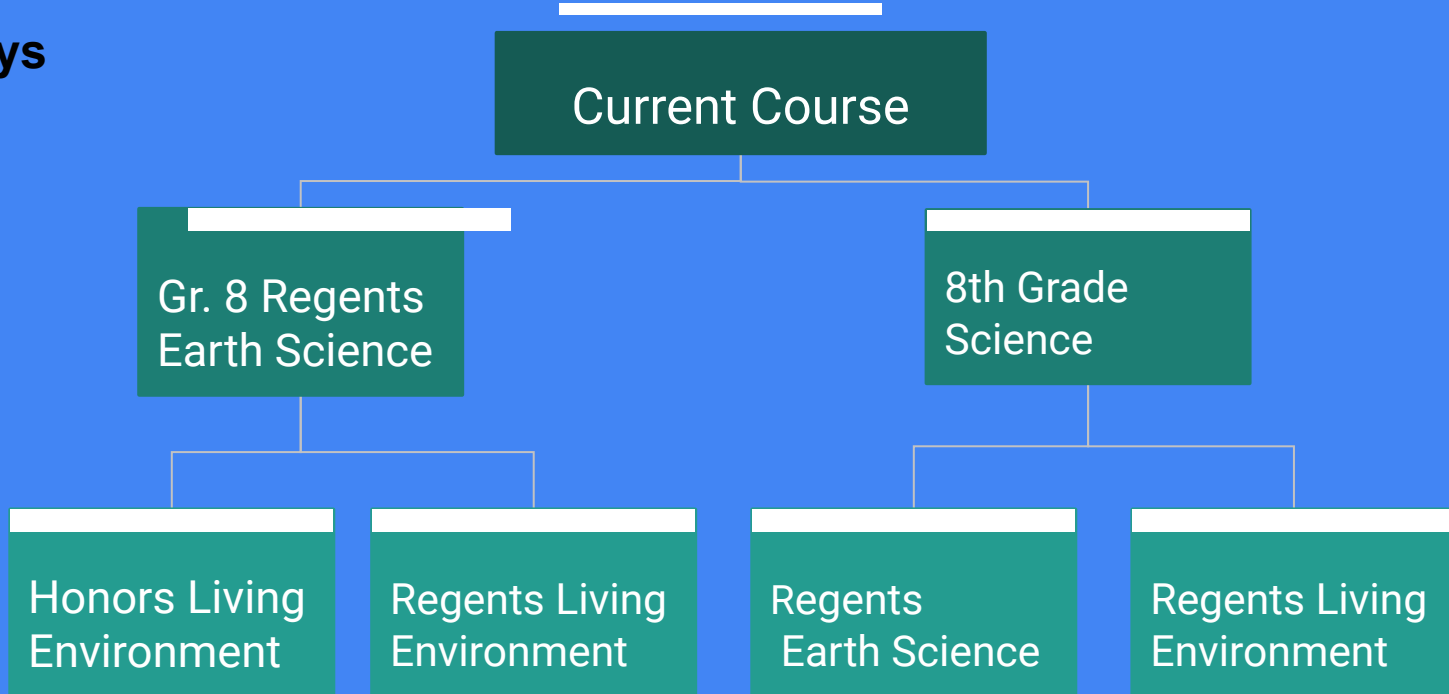 ys
Current Course
Gr. 8 Regents
Earth Science
8th Grade
Science
Honors Living
Environment
Regents Living
Environment
Regents
Earth Science
Regents Living
Environment